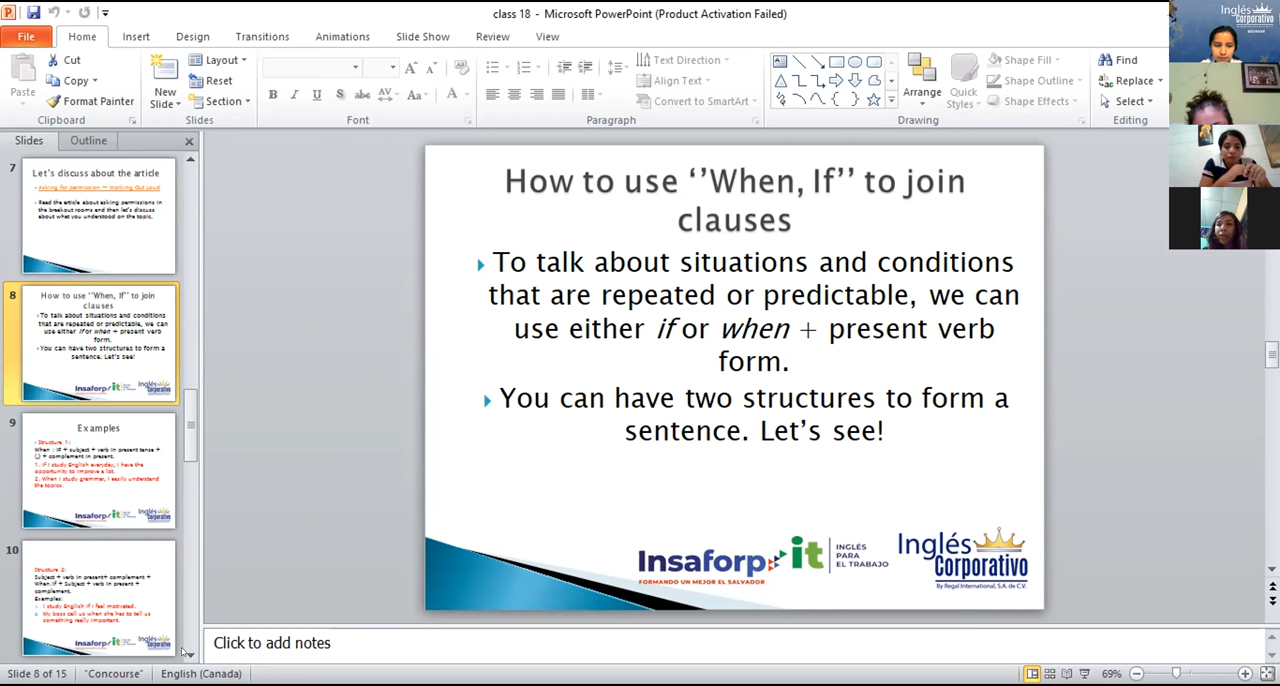 class 18 - Microsoft PowerPoint (Product Activation Failed)
File Home Insert Design Transitions Animations Slide Show Review View
Paste
Cut
Copy
Format Painter
Clipboard
New Slide
Layout
Reset
Section
Slides
B I U S abc AV Aa A
Font
Text Direction
Align Text
Convert to SmartArt
Paragraph
Arrange
Quick Styles
Shape Fill
Shape Outline
Shape Effects
Drawing
Find
Replace
Select
Editing
Slides Outline
7
Let's discuss about the article
Asking for permission — Working Out Loud
Read the article about asking permissions in
the breakout rooms and then let's discuss
about what you understood on the topic.
8
How to use ‘’When, If’’ to join
clauses
To talk about situations and conditions
that are repeated or predictable, we can
use either if or when + present verb
form.
You can have two structures to form a
sentence. Let's see!
9
Examples
Structure 1:
When / IF + subject + verb in present tense +
(,) + complement in present.
1. If I study English everyday, I have the
opportunity to improve a lot.
2. When I study grammar, I easily understand
the topics.
10
Structure 2:
Subject + verb in present+ complement +
When/if + Subject + verb in present +
complement.
Examples:
I study English if I feel motivated.
My boss call us when she has to tell us
something really important.
How to use ‘’When, If’’ to join
clauses
To talk about situations and conditions
that are repeated or predictable, we can
use either if or when + present verb
form.
You can have two structures to form a
sentence. Let’s see!
Insaforp
FORMANDO UN MEJOR EL SALVADOR
it
INGLÉS
PARA
EL TRABAJO
Inglés
Corporativo
By Regal International, S.A. de C.V.
Click to add notes
Slide 8 of 15 "Concourse" English (Canada) 69%
Inglés
Corporativo